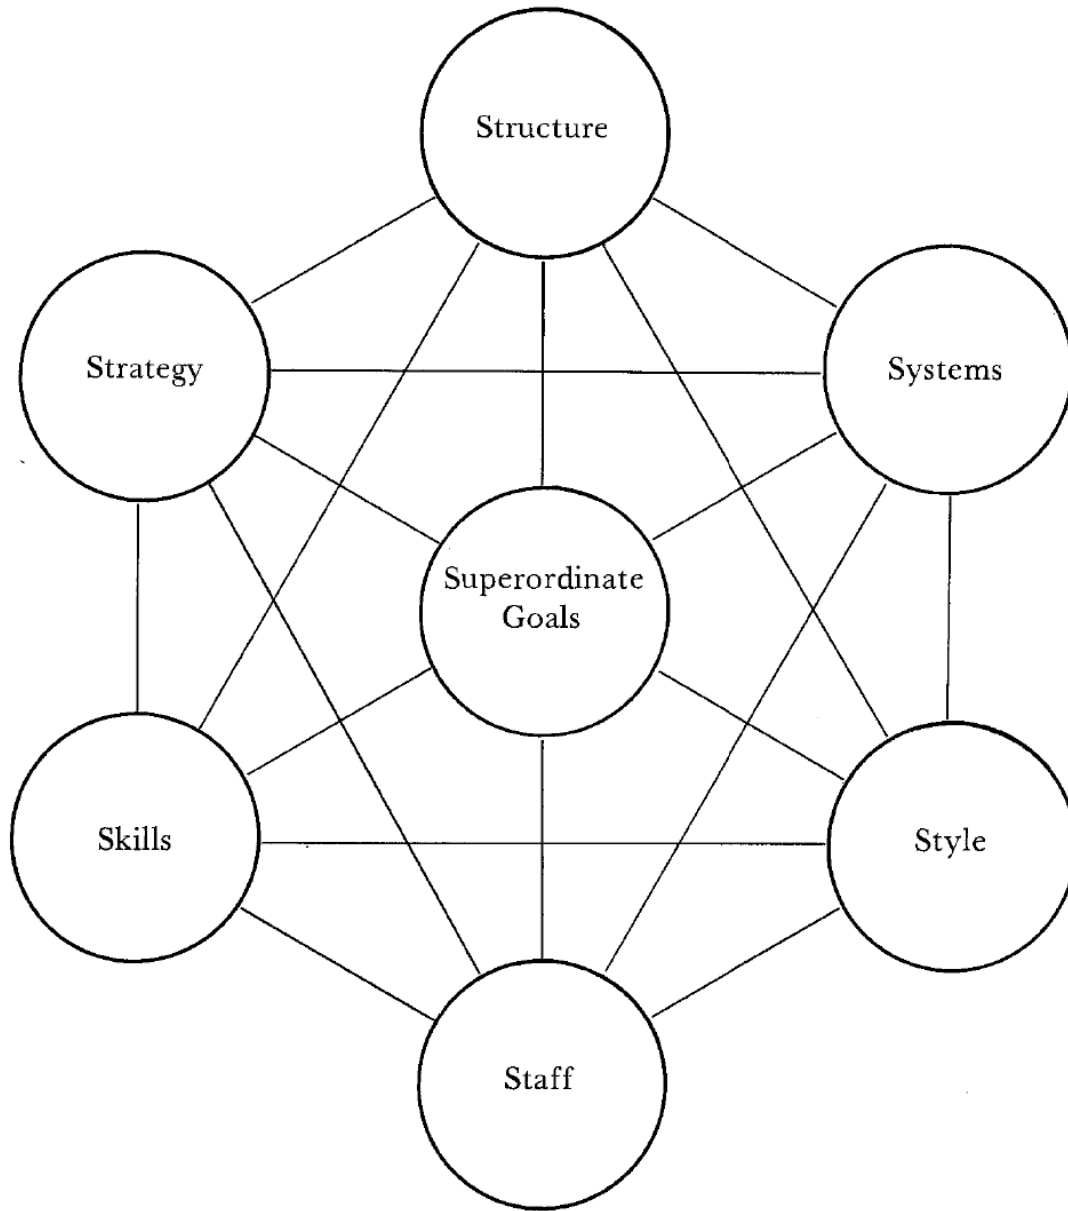 Structure
Strategy
Systems
Superordinate
Goals
Skills
Style
Staff